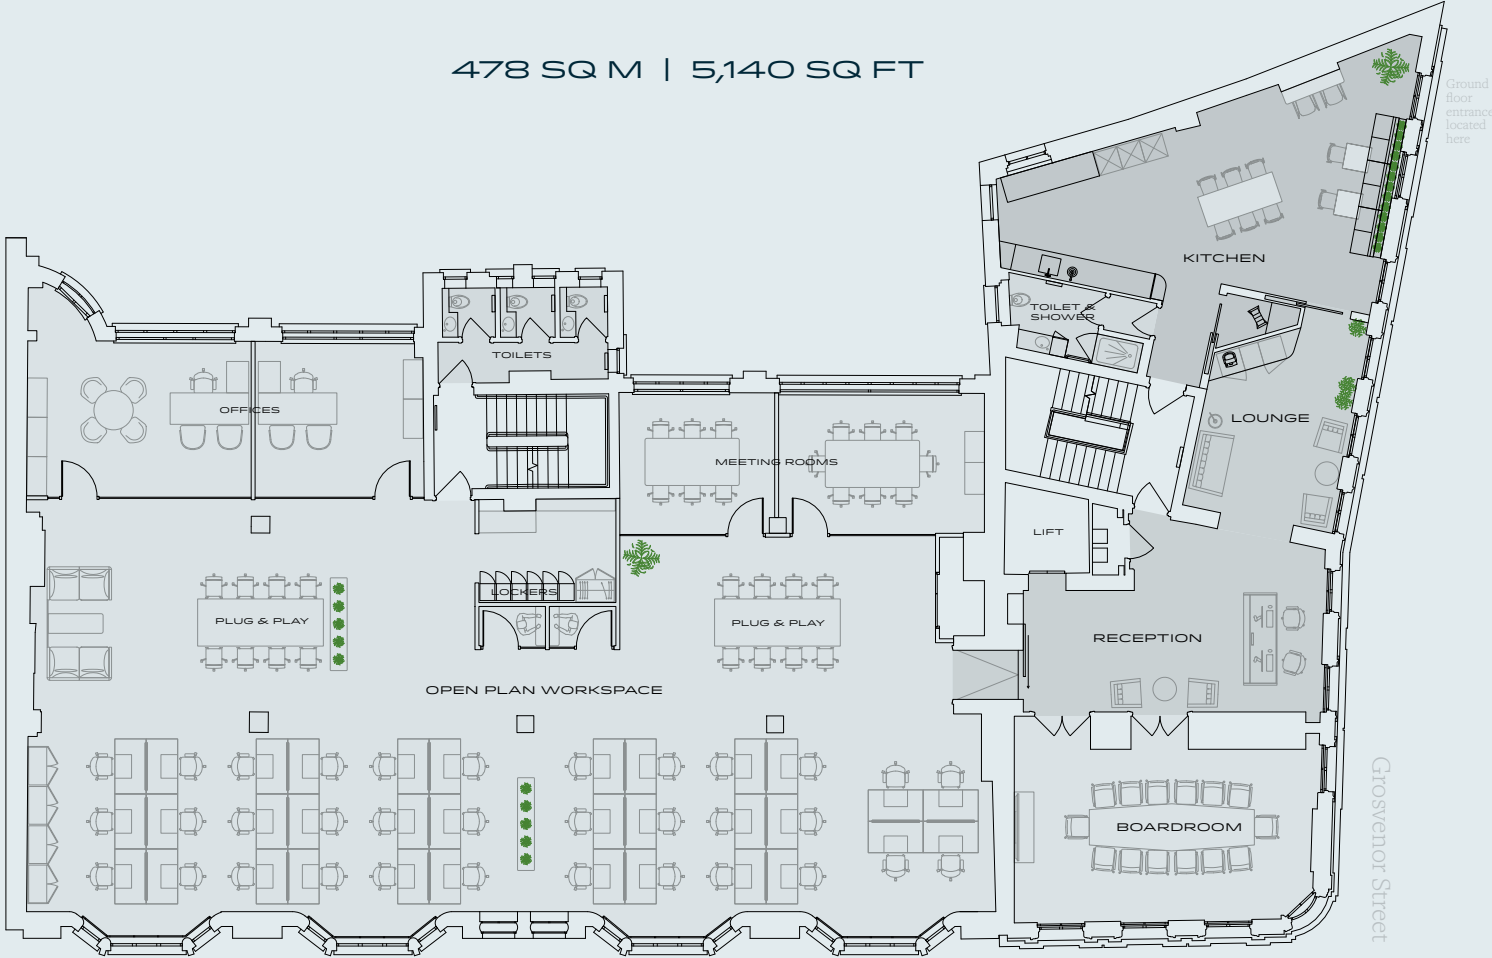 478 SQ M | 5,140 SQ FT
Ground
floor
entrance
located
here
KITCHEN
TOILET &
SHOWER
TOILETS
OFFICES
LOUNGE
MEETING ROOMS
LIFT
LOCKERS
PLUG & PLAY
PLUG & PLAY
RECEPTION
OPEN PLAN WORKSPACE
BOARDROOM
Grosvenor Street